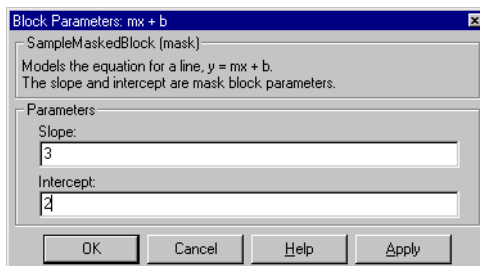 Block Parameters: mx + b
SampleMaskedBlock (mask)
Models the equation for a line, y = mx + b.
The slope and intercept are mask block parameters.
Parameters
Slope:
3
Intercept:
2
OK Cancel Help Apply